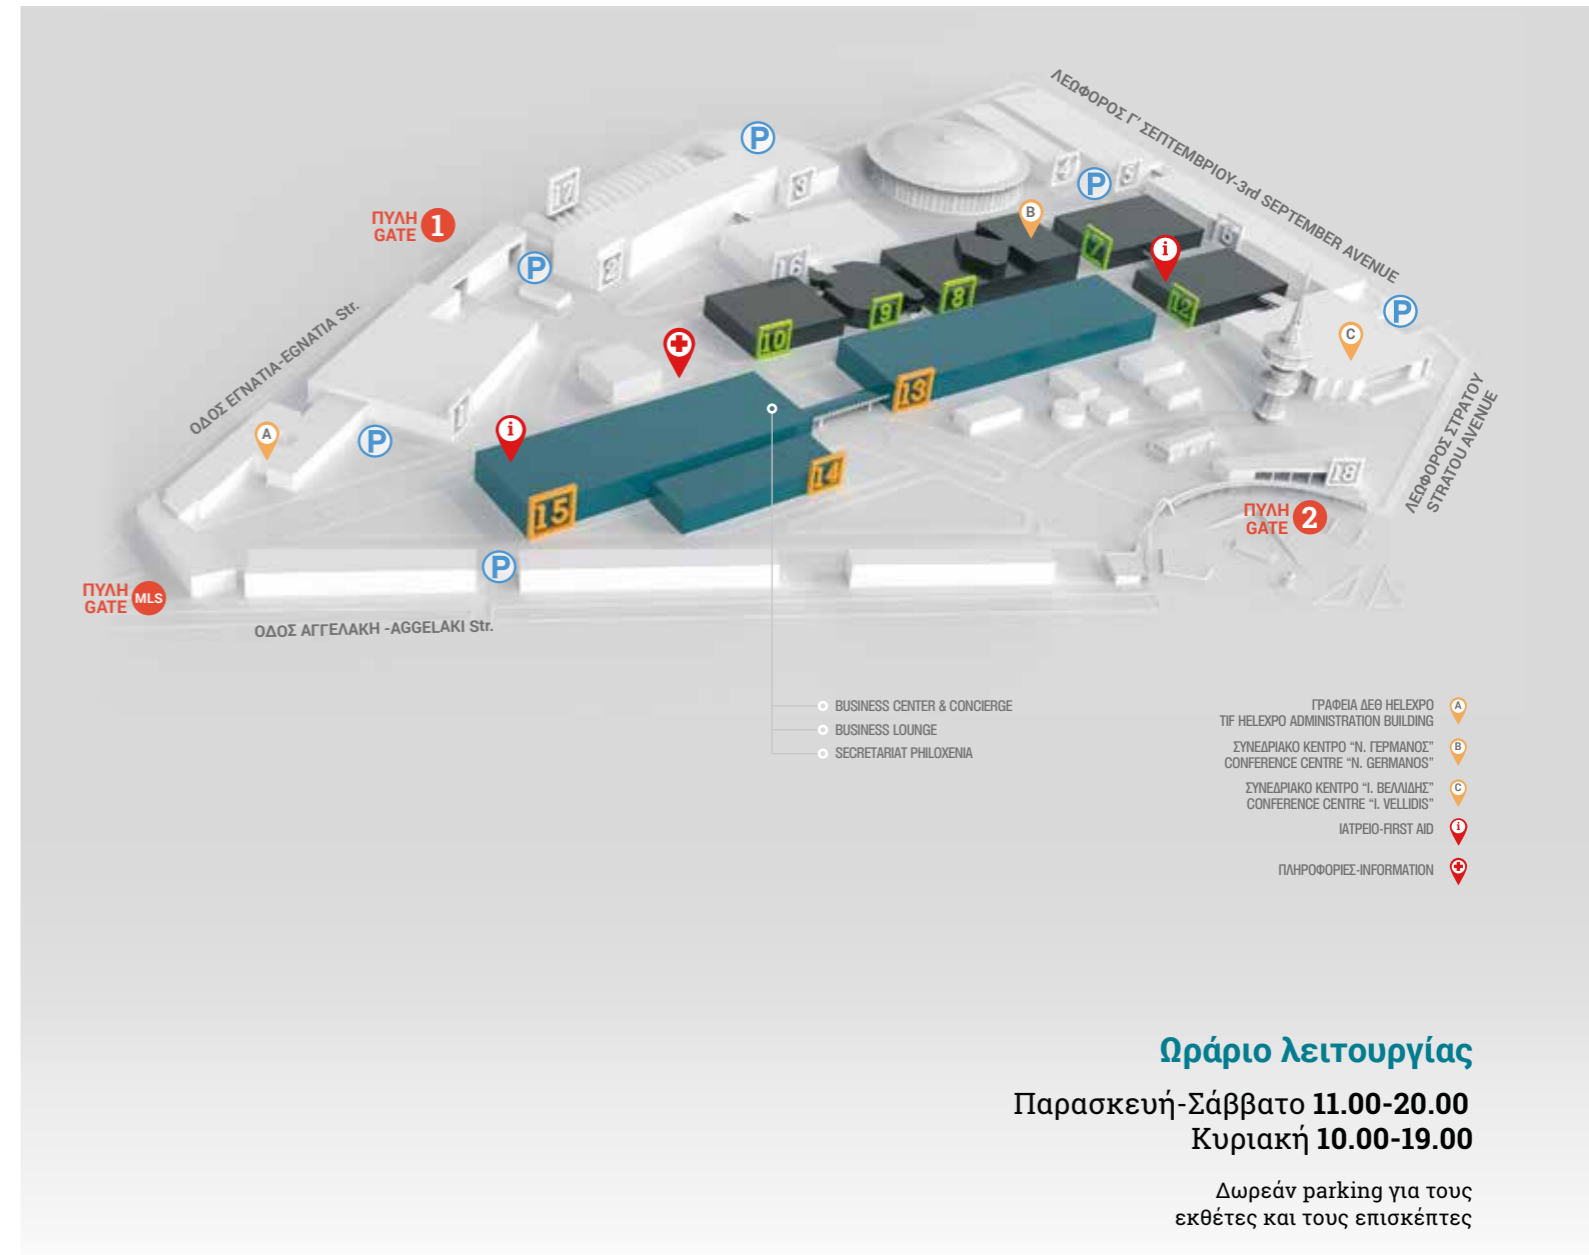 ΛΕΩΦΟΡΟΣ Γ' ΣΕΠΤΕΜΒΡΙΟΥ-3rd SEPTEMBER AVENUE
P
17
3
4
P
5
ΠΥΛΗ
GATE 1
B
6
P
2
16
7
i
12
P
ΟΔΟΣ ΕΓΝΑΤΙΑ-EGNATIA Str.
10
9
8
C
13
ΛΕΩΦΟΡΟΣ ΣΤΡΑΤΟΥ
STRATOU AVENUE
1
A
P
i
15
14
18
ΠΥΛΗ
GATE 2
P
ΠΥΛΗ
GATE MLS
ΟΔΟΣ ΑΓΓΕΛΑΚΗ -AGGELAKI Str.
BUSINESS CENTER & CONCIERGE
BUSINESS LOUNGE
SECRETARIAT PHILOXENIA
ΓΡΑΦΕΙΑ ΔΕΘ HELEXPO A
TIF HELEXPO ADMINISTRATION BUILDING
ΣΥΝΕΔΡΙΑΚΟ ΚΕΝΤΡΟ “Ν. ΓΕΡΜΑΝΟΣ” B
CONFERENCE CENTRE “N. GERMANOS”
ΣΥΝΕΔΡΙΑΚΟ ΚΕΝΤΡΟ “Ι. ΒΕΛΛΙΔΗΣ” C
CONFERENCE CENTRE “I. VELLIDIS”
ΙΑΤΡΕΙΟ-FIRST AID i
ΠΛΗΡΟΦΟΡΙΕΣ-INFORMATION
Ωράριο λειτουργίας
Παρασκευή-Σάββατο 11.00-20.00
Κυριακή 10.00-19.00
Δωρεάν parking για τους
εκθέτες και τους επισκέπτες